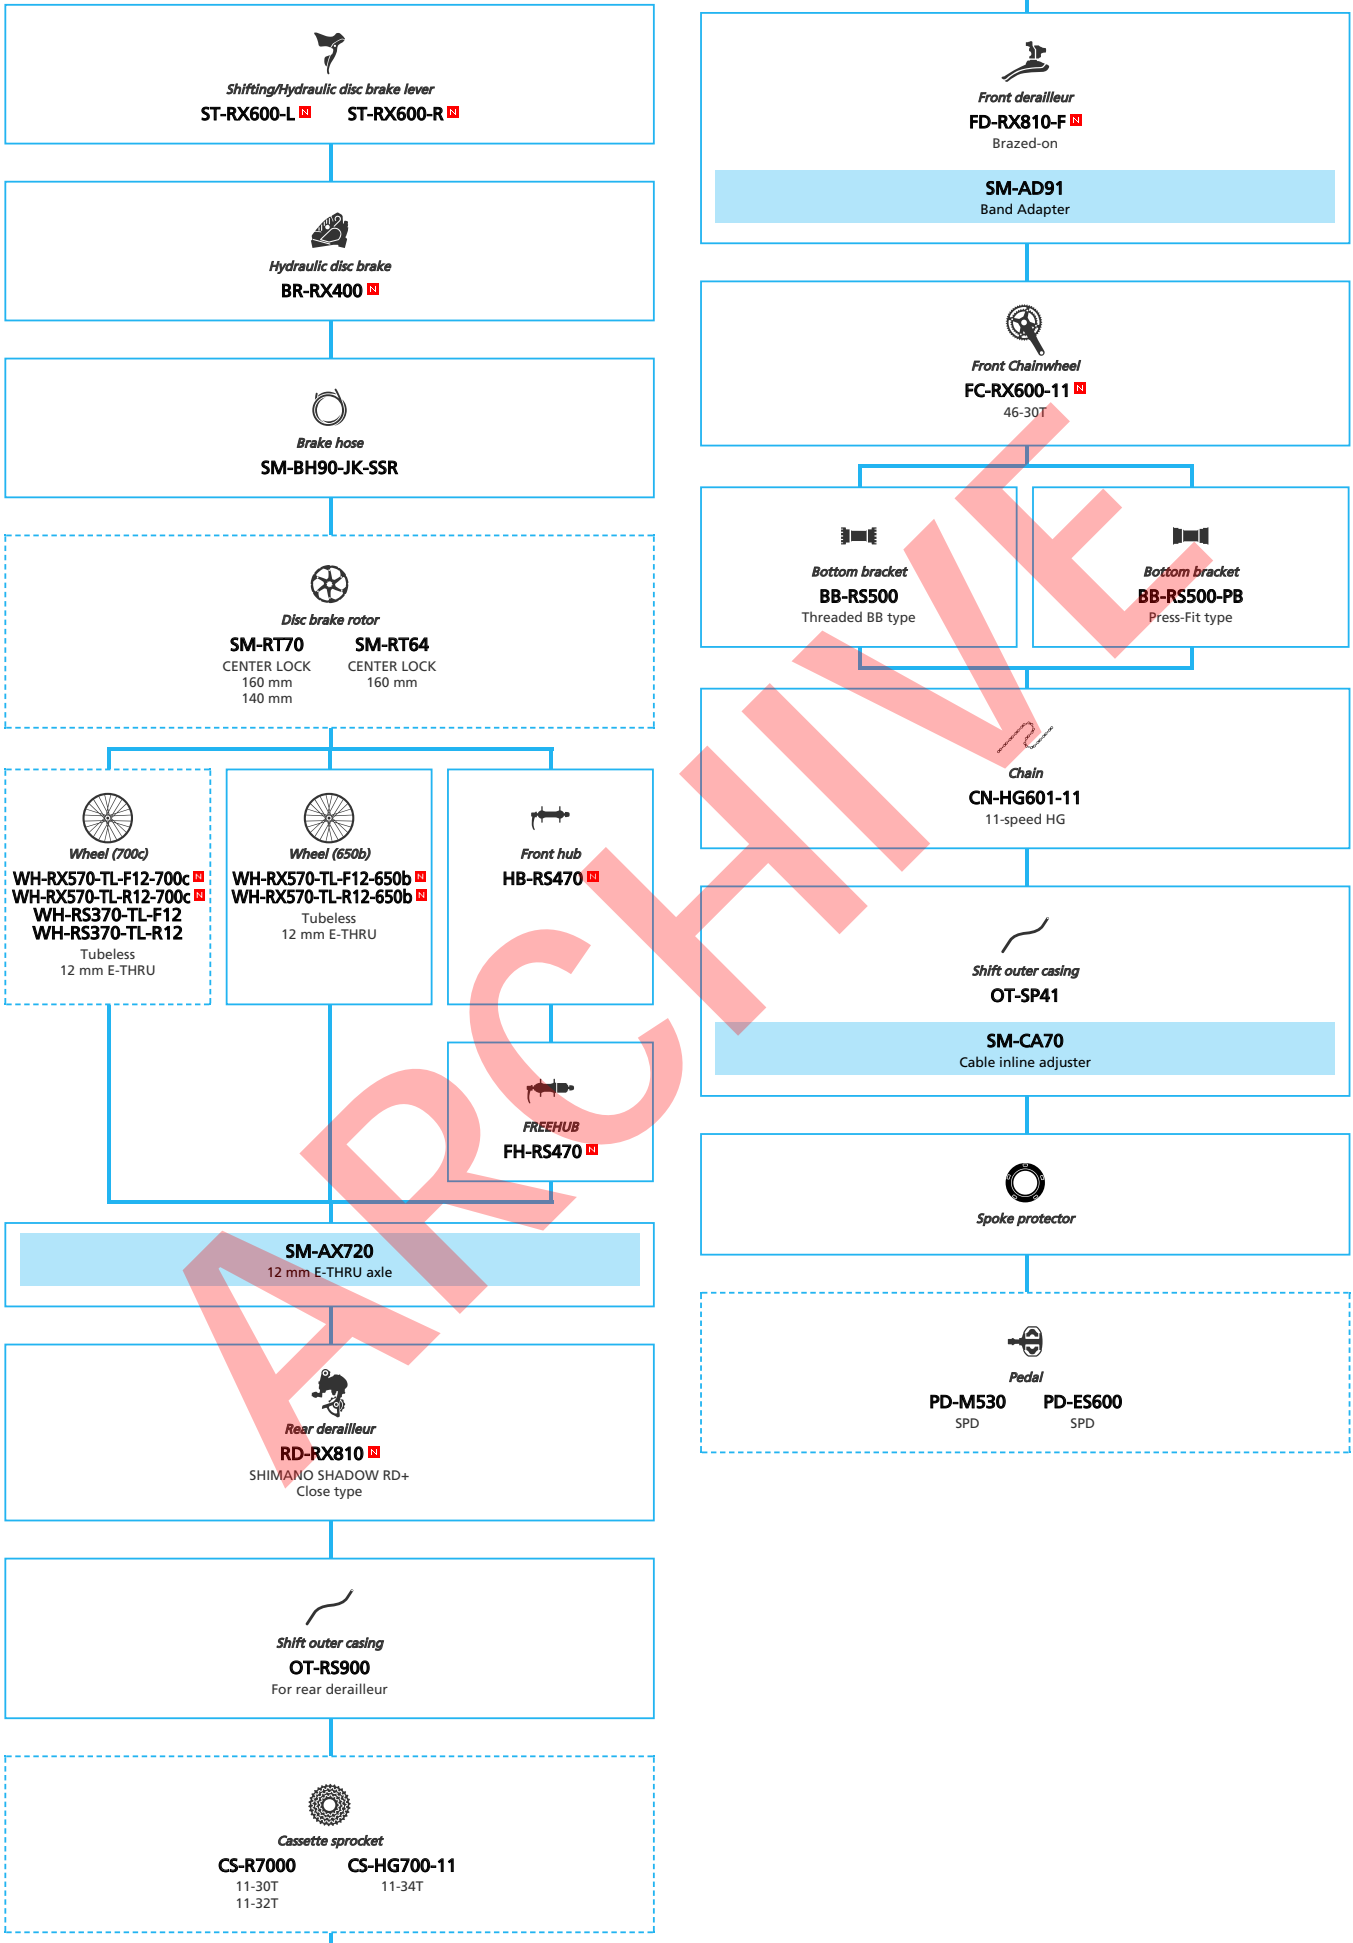 Shifting/Hydraulic disc brake lever
ST-RX600-L N ST-RX600-R N
Hydraulic disc brake
BR-RX400 N
Brake hose
SM-BH90-JK-SSR
Disc brake rotor
SM-RT70 SM-RT64
CENTER LOCK CENTER LOCK
160 mm 160 mm
140 mm
Wheel (700c)
WH-RX570-TL-F12-700c N
WH-RX570-TL-R12-700c N
WH-RS370-TL-F12
WH-RS370-TL-R12
Tubeless
12 mm E-THRU
Wheel (650b)
WH-RX570-TL-F12-650b N
WH-RX570-TL-R12-650b N
Tubeless
12 mm E-THRU
Front hub
HB-RS470 N
FREEHUB
FH-RS470 N
SM-AX720
12 mm E-THRU axle
Rear derailleur
RD-RX810 N
SHIMANO SHADOW RD+
Close type
Shift outer casing
OT-RS900
For rear derailleur
Cassette sprocket
CS-R7000 CS-HG700-11
11-30T 11-34T
11-32T
Front derailleur
FD-RX810-F N
Brazed-on
SM-AD91
Band Adapter
Front Chainwheel
FC-RX600-11 N
46-30T
Bottom bracket
BB-RS500
Threaded BB type
Bottom bracket
BB-RS500-PB
Press-Fit type
Chain
CN-HG601-11
11-speed HG
Shift outer casing
OT-SP41
SM-CA70
Cable inline adjuster
Spoke protector
Pedal
PD-M530 PD-ES600
SPD SPD
ARCHIVE